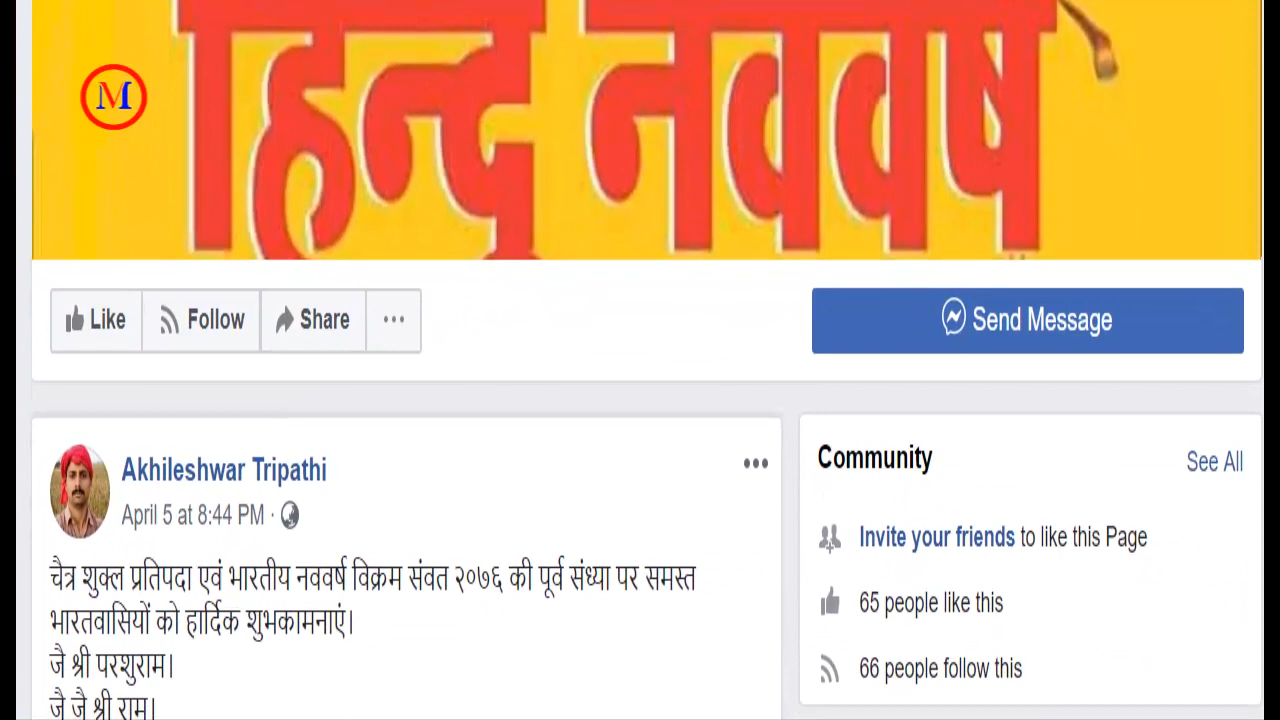 हिन्दू नववर्ष
M
Like Follow Share
Send Message
Akhileshwar Tripathi
April 5 at 8:44 PM ·
चैत्र शुक्ल प्रतिपदा एवं भारतीय नववर्ष विक्रम संवत २०७६ की पूर्व संध्या पर समस्त
भारतवासियों को हार्दिक शुभकामनाएं।
जै श्री परशुराम।
जै जै श्री राम।
Community
See All
Invite your friends to like this Page
65 people like this
66 people follow this